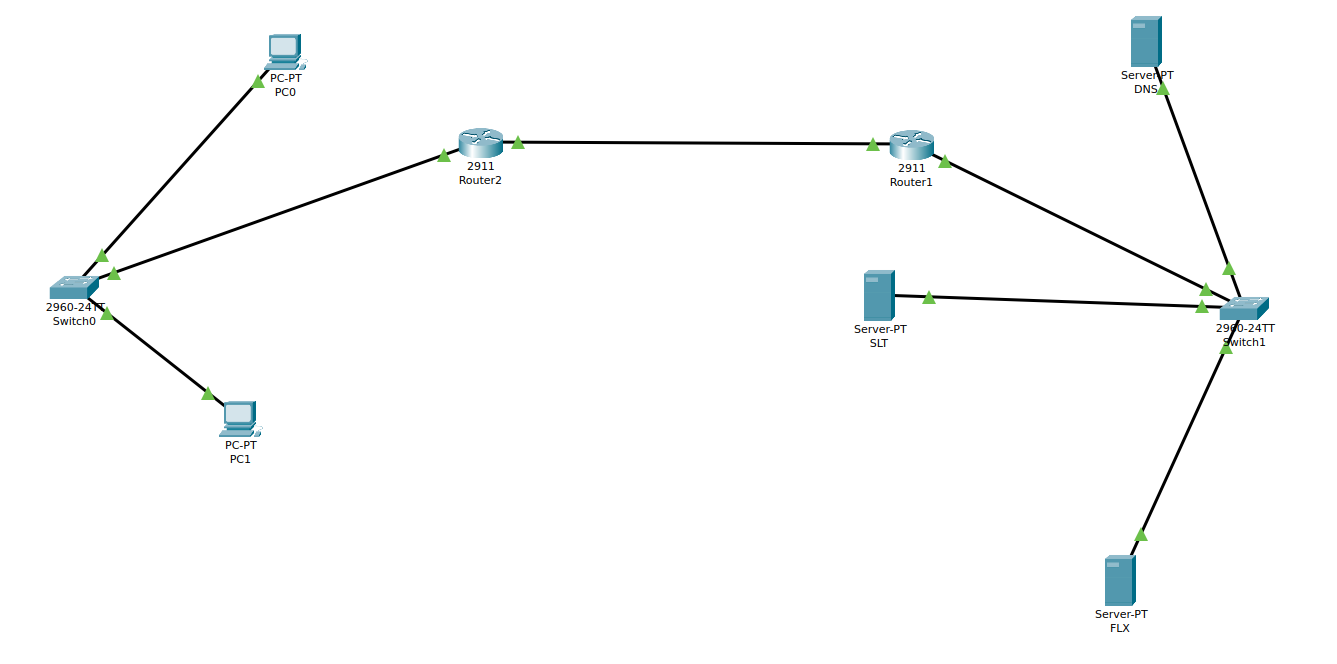 PC-PT
PC0
Server-PT
DNS
2911
Router2
2911
Router1
2960-24TT
Switch0
Server-PT
SLT
2960-24TT
Switch1
PC-PT
PC1
Server-PT
FLX